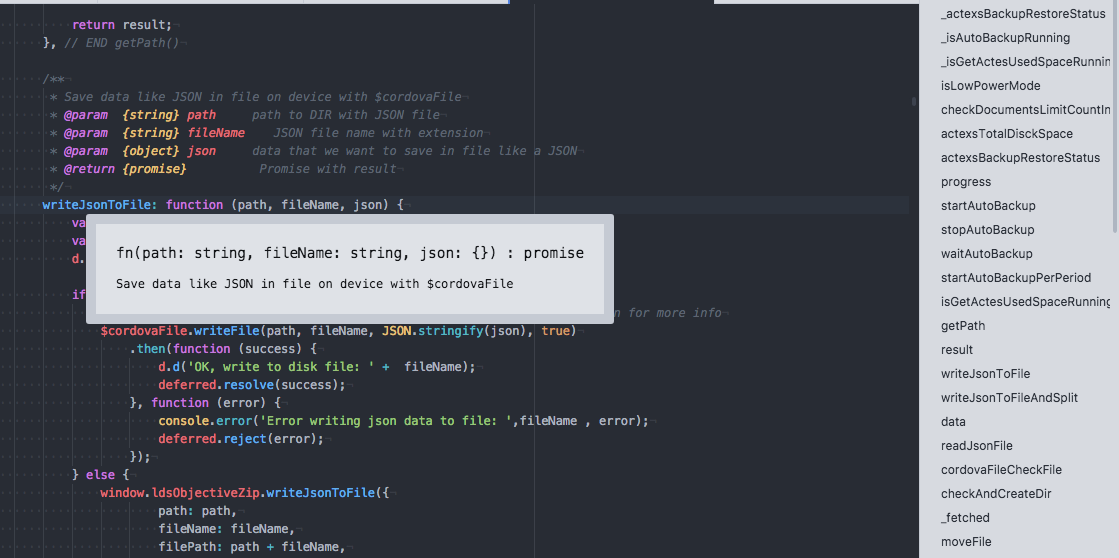 return result;
}, // END getPath()
/**
* Save data like JSON in file on device with $cordovaFile
* @param {string} path path to DIR with JSON file
* @param {string} fileName JSON file name with extension
* @param {object} json data that we want to save in file like a JSON
* @return {promise} Promise with result
*/
writeJsonToFile: function (path, fileName, json) {
va
va
d.
fn(path: string, fileName: string, json: {}) : promise
Save data like JSON in file on device with $cordovaFile
if
n for more info
$cordovaFile.writeFile(path, fileName, JSON.stringify(json), true)
.then(function (success) {
d.d('OK, write to disk file: ' + fileName);
deferred.resolve(success);
}, function (error) {
console.error('Error writing json data to file: ',fileName , error);
deferred.reject(error);
});
} else {
window.ldsObjectiveZip.writeJsonToFile({
path: path,
fileName: fileName,
filePath: path + fileName,
_actexsBackupRestoreStatus
_isAutoBackupRunning
_isGetActesUsedSpaceRunnin
isLowPowerMode
checkDocumentsLimitCountIn
actexsTotalDisckSpace
actexsBackupRestoreStatus
progress
startAutoBackup
stopAutoBackup
waitAutoBackup
startAutoBackupPerPeriod
isGetActesUsedSpaceRunning
getPath
result
writeJsonToFile
writeJsonToFileAndSplit
data
readJsonFile
cordovaFileCheckFile
checkAndCreateDir
_fetched
moveFile